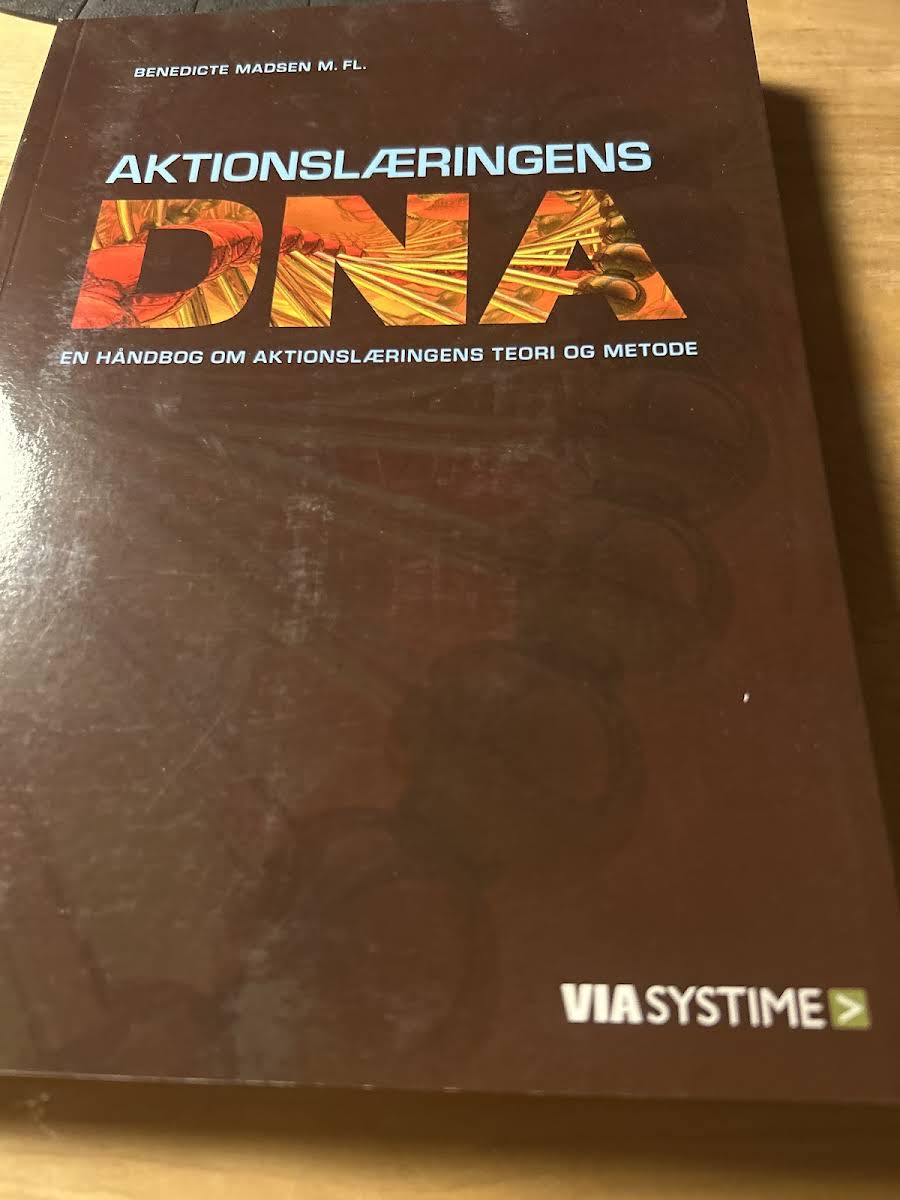 BENEDICTE MADSEN M. FL.
AKTIONSLÆRINGENS
DNA
EN HÅNDBOG OM AKTIONSLÆRINGENS TEORI OG METODE
VIASYSTIME>